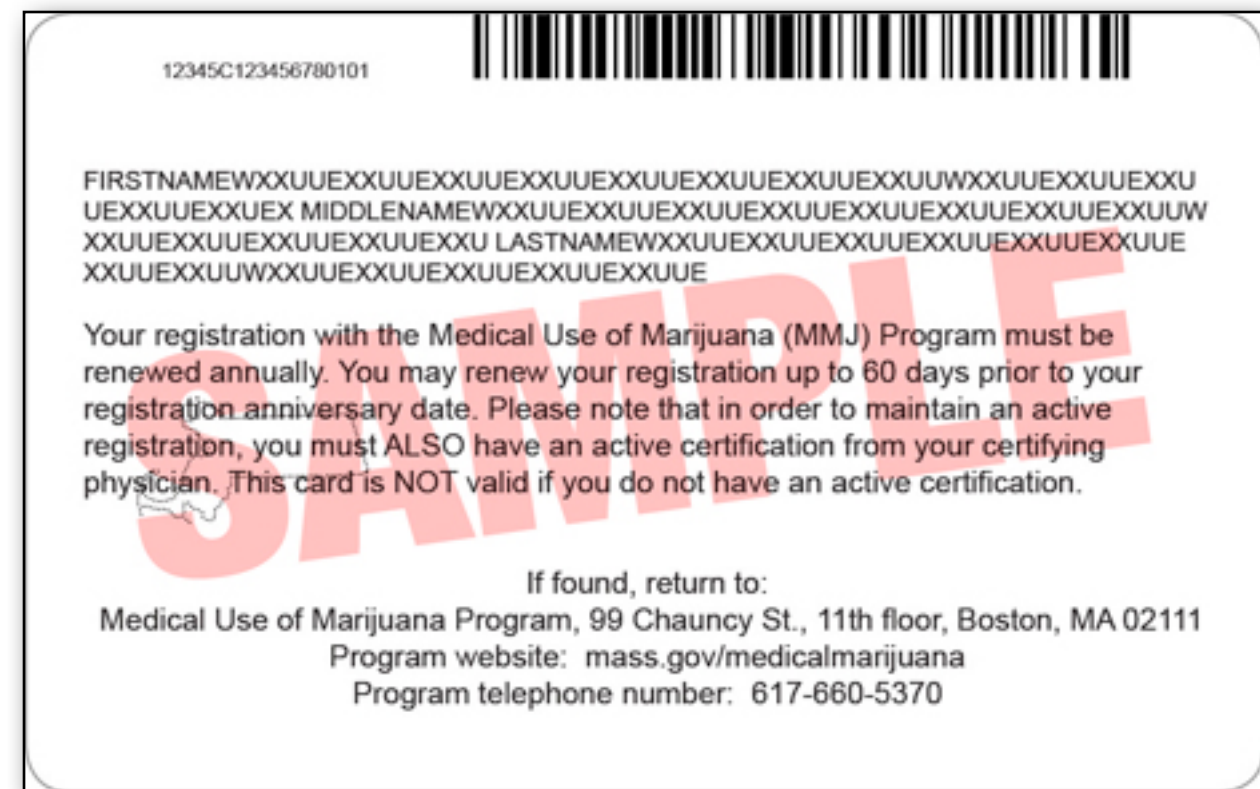 12345C123456780101
FIRSTNAMEWXXUUEXXUUEXXUUEXXUUEXXUUEXXUUEXXUUEXXUUWXXUUEXXUUEXXU
UEXXUUEXXUEX MIDDLENAMEWXXUUEXXUUEXXUUEXXUUEXXUUEXXUUEXXUUEXXUUW
XXUUEXXUUEXXUUEXXUUEXXU LASTNAMEWXXUUEXXUUEXXUUEXXUUEXXUUEXXUUE
XXUUEXXUUWXXUUEXXUUEXXUUEXXUUEXXUUE
Your registration with the Medical Use of Marijuana (MMJ) Program must be
renewed annually. You may renew your registration up to 60 days prior to your
registration anniversary date. Please note that in order to maintain an active
registration, you must ALSO have an active certification from your certifying
physician. This card is NOT valid if you do not have an active certification.
SAMPLE
If found, return to:
Medical Use of Marijuana Program, 99 Chauncy St., 11th floor, Boston, MA 02111
Program website: mass.gov/medicalmarijuana
Program telephone number: 617-660-5370